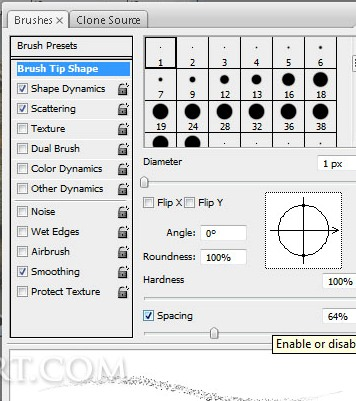 Brushes × Clone Source
Brush Presets
Brush Tip Shape
Shape Dynamics
Scattering
Texture
Dual Brush
Color Dynamics
Other Dynamics
Noise
Wet Edges
Airbrush
Smoothing
Protect Texture
1 2 3 4 5 6
7 9 12 13 16 18
19 24 28 32 36 38
Diameter 1 px
Flip X Flip Y
Angle: 0°
Roundness: 100%
Hardness 100%
Spacing 64%
Enable or disab
RT.COM